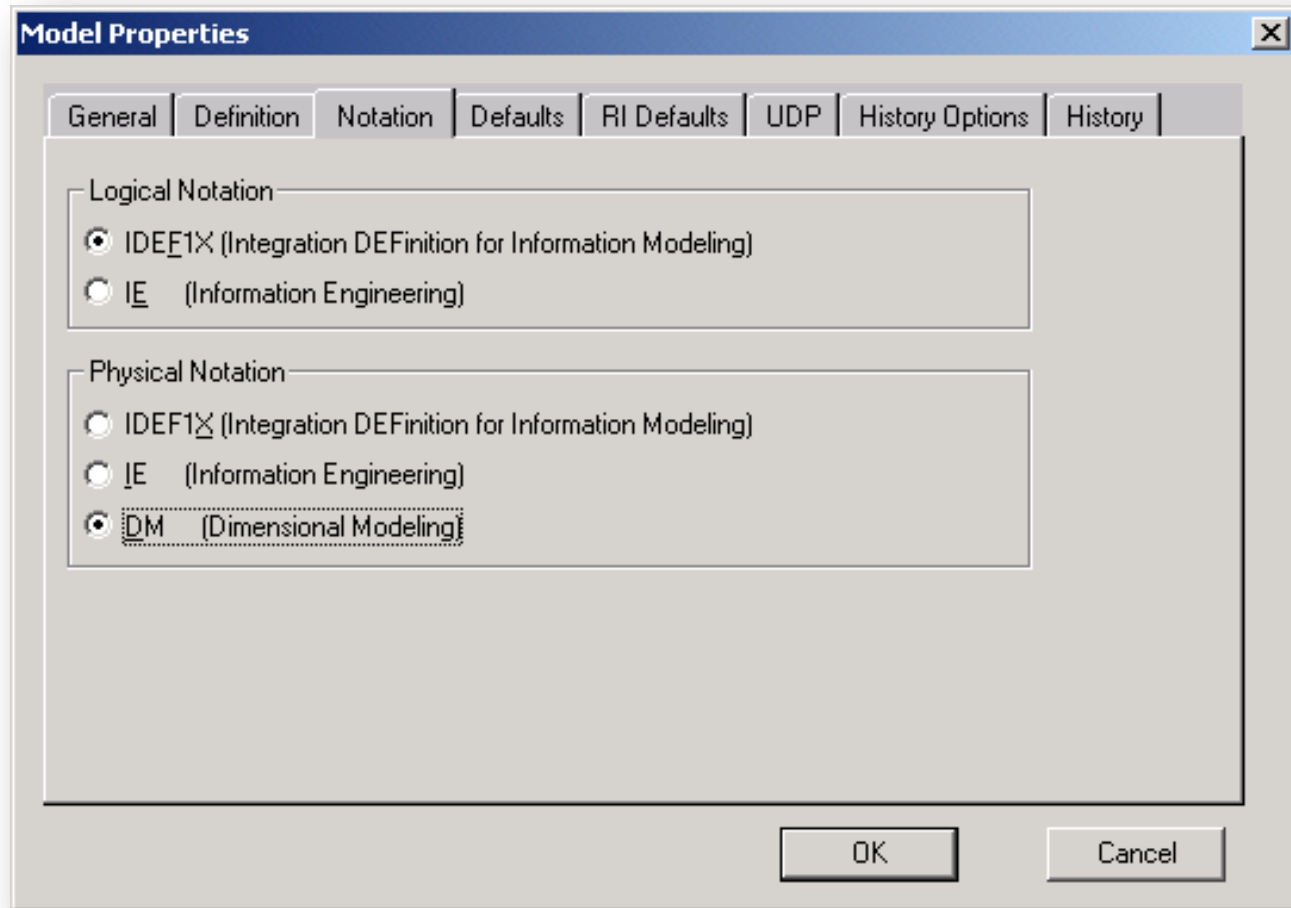 Model Properties
General Definition Notation Defaults RI Defaults UDP History Options History
Logical Notation
IDEF1X (Integration DEFinition for Information Modeling)
IE (Information Engineering)
Physical Notation
IDEF1X (Integration DEFinition for Information Modeling)
IE (Information Engineering)
DM (Dimensional Modeling)
OK Cancel